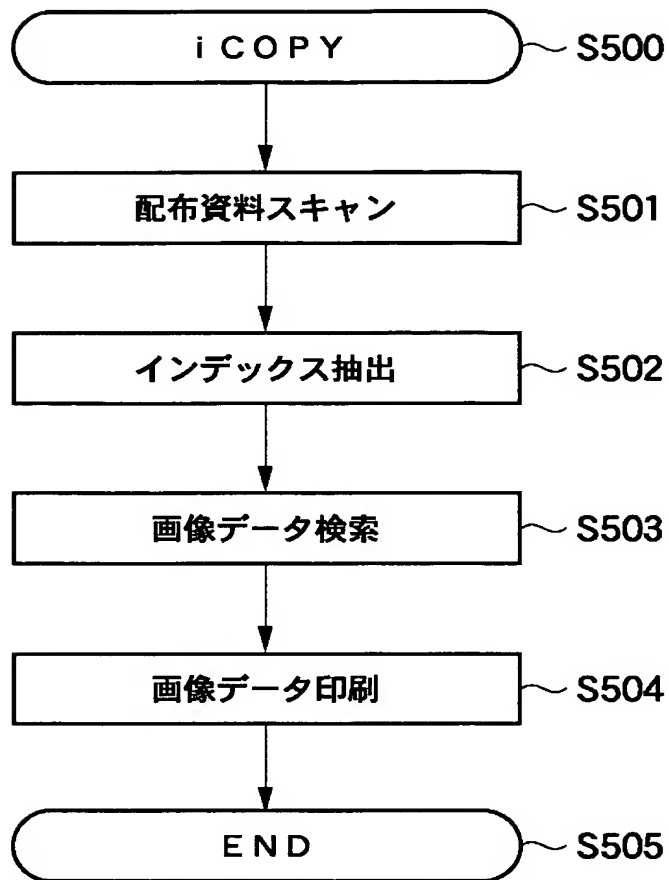 i COPY S500
配布資料スキャン S501
インデックス抽出 S502
画像データ検索 S503
画像データ印刷 S504
END S505